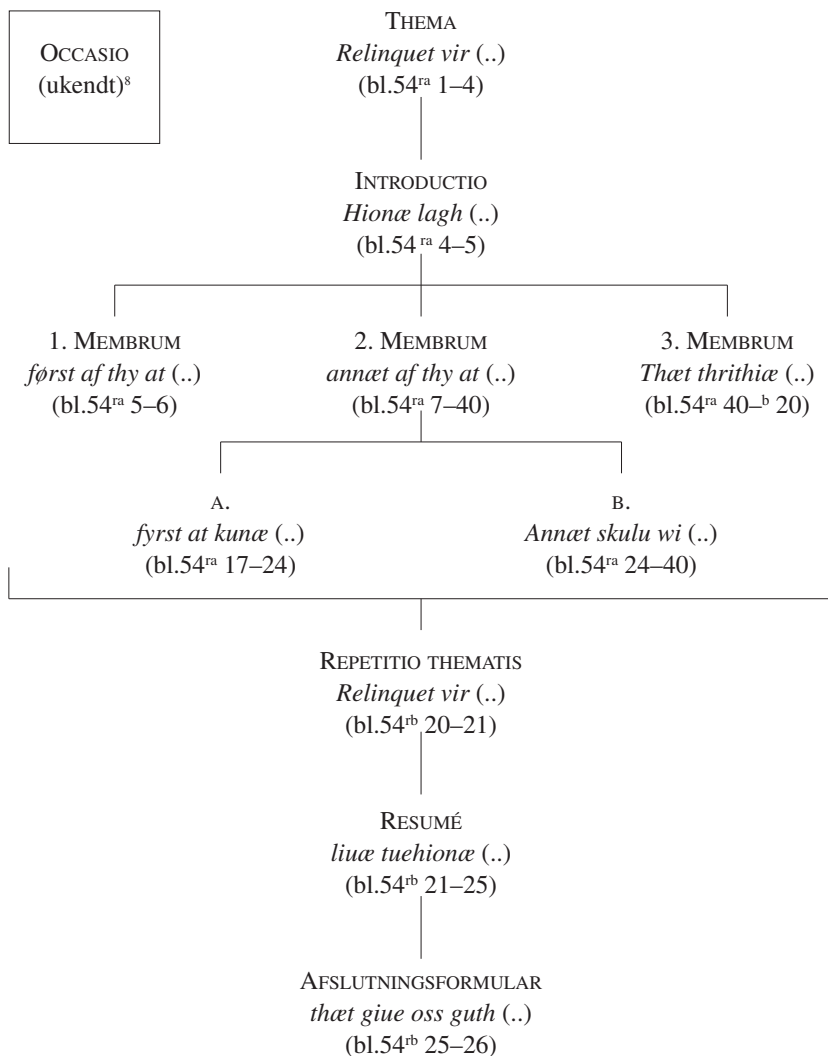 OCCASIO
(ukendt)⁸
THEMA
Relinquet vir (..)
(bl.54ʳᵃ 1–4)
INTRODUCTIO
Hionæ lagh (..)
(bl.54 ʳᵃ 4–5)
1. MEMBRUM
først af thy at (..)
(bl.54ʳᵃ 5–6)
2. MEMBRUM
annæt af thy at (..)
(bl.54ʳᵃ 7–40)
3. MEMBRUM
Thæt thrithiæ (..)
(bl.54ʳᵃ 40–ᵇ 20)
A.
fyrst at kunæ (..)
(bl.54ʳᵃ 17–24)
B.
Annæt skulu wi (..)
(bl.54ʳᵃ 24–40)
REPETITIO THEMATIS
Relinquet vir (..)
(bl.54ʳᵇ 20–21)
RESUMÉ
liuæ tuehionæ (..)
(bl.54ʳᵇ 21–25)
AFSLUTNINGSFORMULAR
thæt giue oss guth (..)
(bl.54ʳᵇ 25–26)